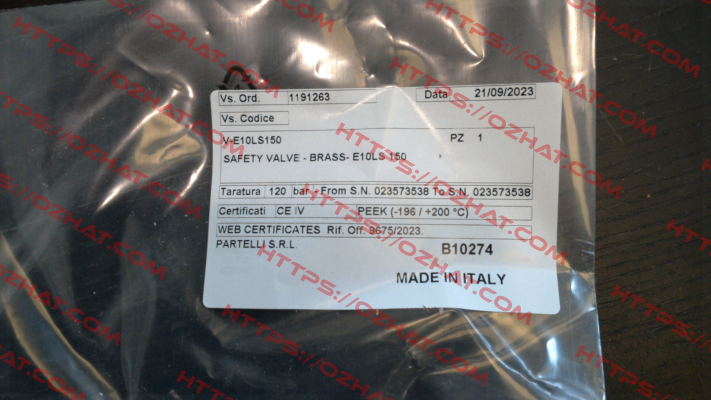 Vs. Ord. 1191263 Data 21/09/2023
Vs. Codice
V-E10LS150 PZ 1
SAFETY VALVE - BRASS- E10LS 150
Taratura 120 bar - From S.N. 023573538 To S.N. 023573538
Certificati CE IV PEEK (-196 / +200 °C)
WEB CERTIFICATES Rif. Off. 9675/2023.
PARTELLI S.R.L. B10274
MADE IN ITALY
HTTPS://OZHAT.COM